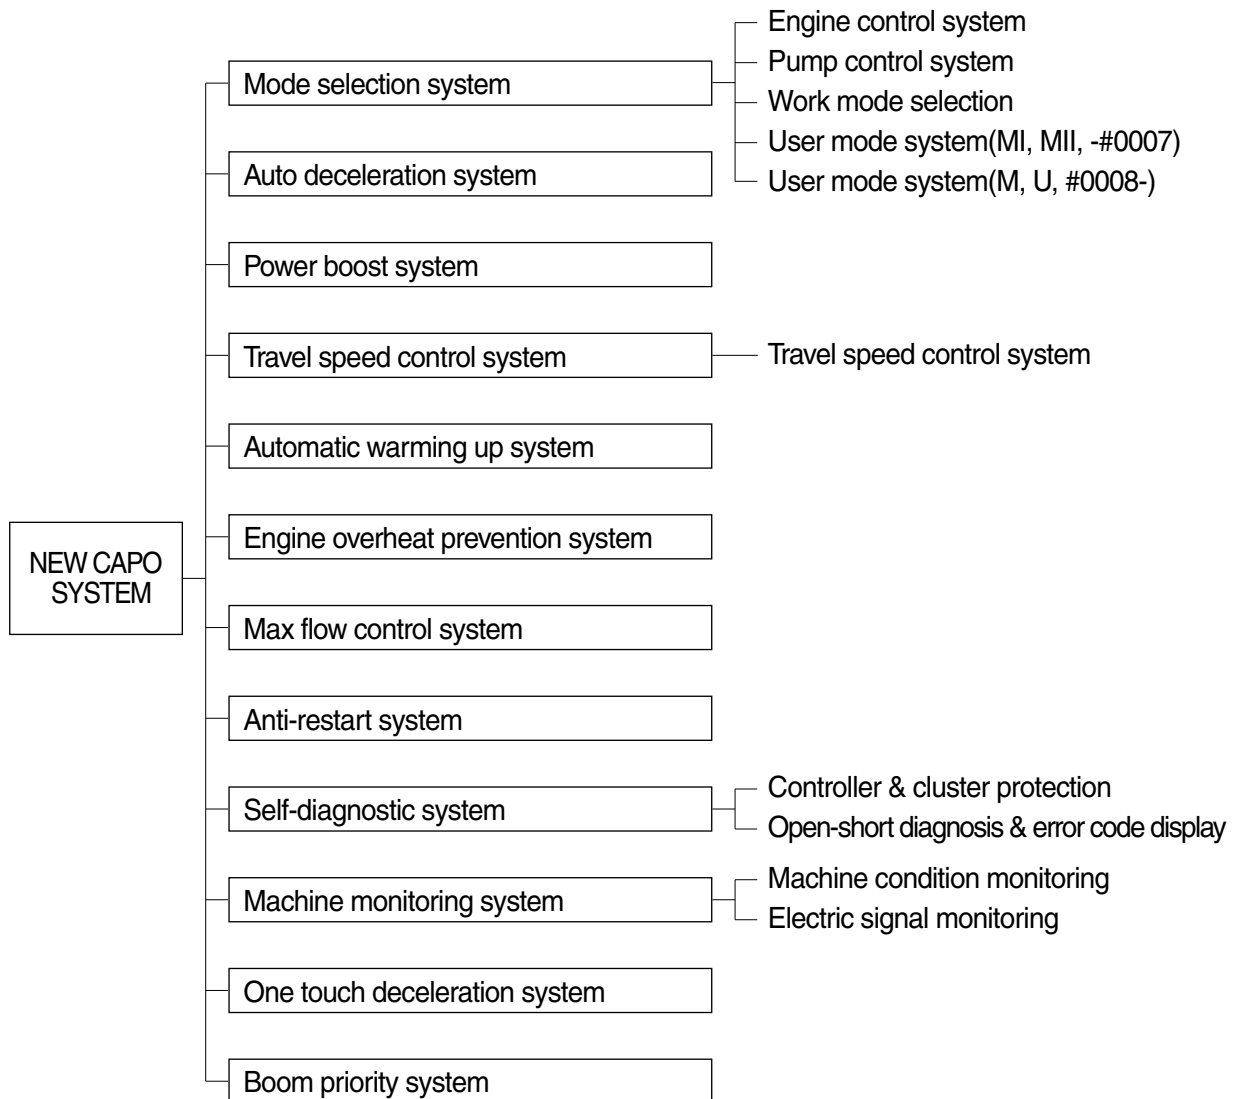 Engine control system
Pump control system
Mode selection system
Work mode selection
User mode system(MI, MII, -#0007)
Auto deceleration system
User mode system(M, U, #0008-)
Power boost system
Travel speed control system
Travel speed control system
Automatic warming up system
Engine overheat prevention system
NEW CAPO
SYSTEM
Max flow control system
Anti-restart system
Controller & cluster protection
Self-diagnostic system
Open-short diagnosis & error code display
Machine condition monitoring
Machine monitoring system
Electric signal monitoring
One touch deceleration system
Boom priority system